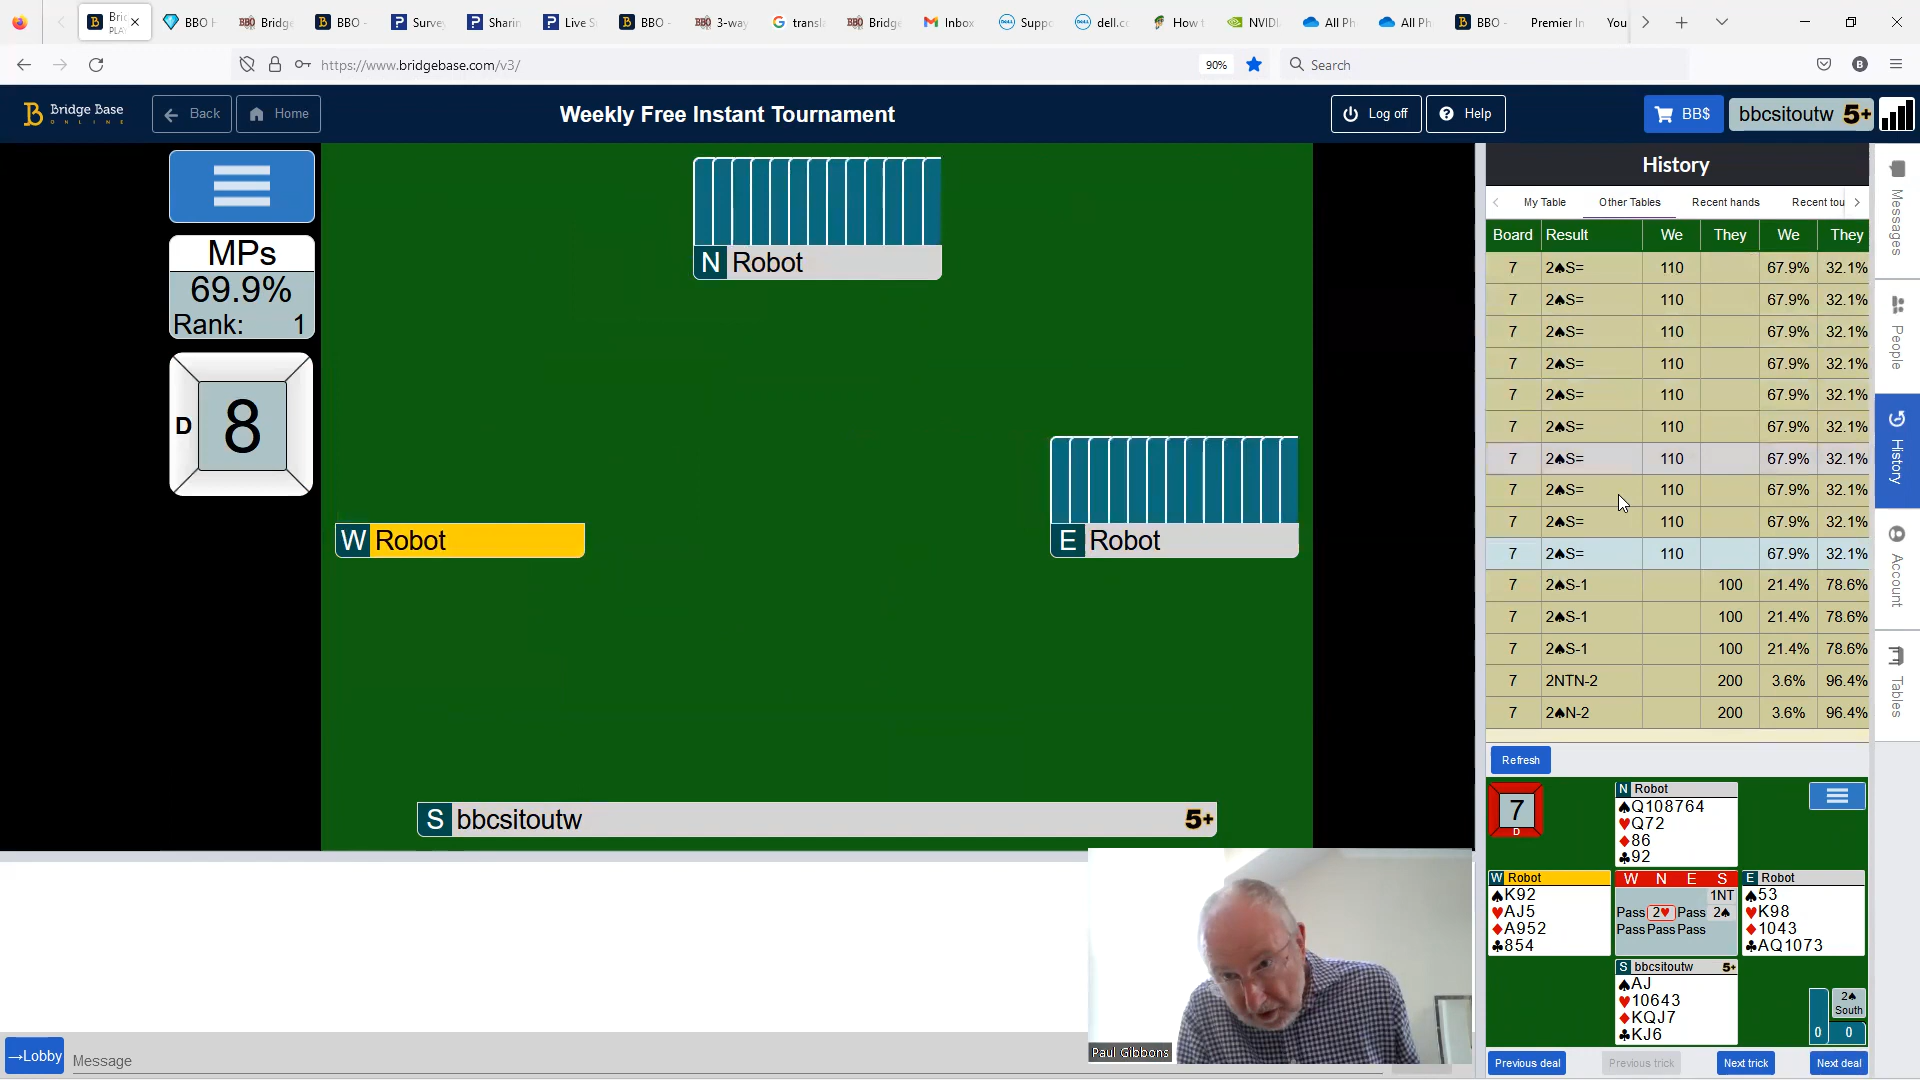 Bri
PLA
BBO H
Bridge
BBO -
Surve
Sharin
Live S
BBO -
3-way
transla
Bridge
Inbox
Suppo
dell.co
How t
NVIDI
All Ph
All Ph
BBO -
Premier In
You
https://www.bridgebase.com/v3/
90%
Search
Bridge Base
ONLINE
Back
Home
Weekly Free Instant Tournament
Log off
Help
BB$
bbcsitoutw 5+
MPs
69.9%
Rank: 1
D 8
N Robot
W Robot
E Robot
S bbcsitoutw 5+
History
My Table Other Tables Recent hands Recent tou
Board Result We They We They
7 2♠S= 110 67.9% 32.1%
7 2♠S= 110 67.9% 32.1%
7 2♠S= 110 67.9% 32.1%
7 2♠S= 110 67.9% 32.1%
7 2♠S= 110 67.9% 32.1%
7 2♠S= 110 67.9% 32.1%
7 2♠S= 110 67.9% 32.1%
7 2♠S= 110 67.9% 32.1%
7 2♠S= 110 67.9% 32.1%
7 2♠S= 110 67.9% 32.1%
7 2♠S-1 100 21.4% 78.6%
7 2♠S-1 100 21.4% 78.6%
7 2♠S-1 100 21.4% 78.6%
7 2NTN-2 200 3.6% 96.4%
7 2♠N-2 200 3.6% 96.4%
Refresh
7
D
N Robot
♠Q108764
♥Q72
♦86
♣92
W Robot
♠K92
♥AJ5
♦A952
♣854
W N E S
1NT
Pass 2♥ Pass 2♠
Pass Pass Pass
E Robot
♠53
♥K98
♦1043
♣AQ1073
S bbcsitoutw 5+
♠AJ
♥10643
♦KQJ7
♣KJ6
2♠
South
0 0
Previous deal
Previous trick
Next trick
Next deal
Messages
People
History
Account
Tables
Paul Gibbons
→Lobby
Message